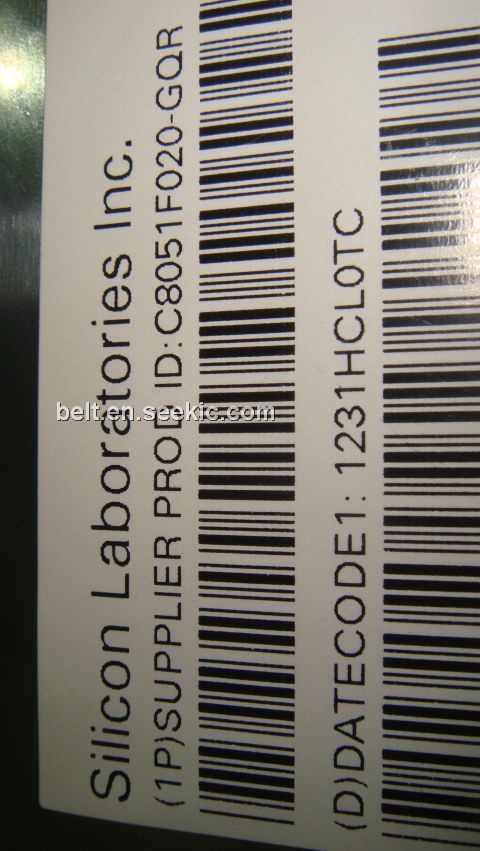 Silicon Laboratories Inc.
(1P)SUPPLIER PROD ID:C8051F020-GQR
(D)DATECODE1: 1231HCL0TC
belt.en.seekic.com